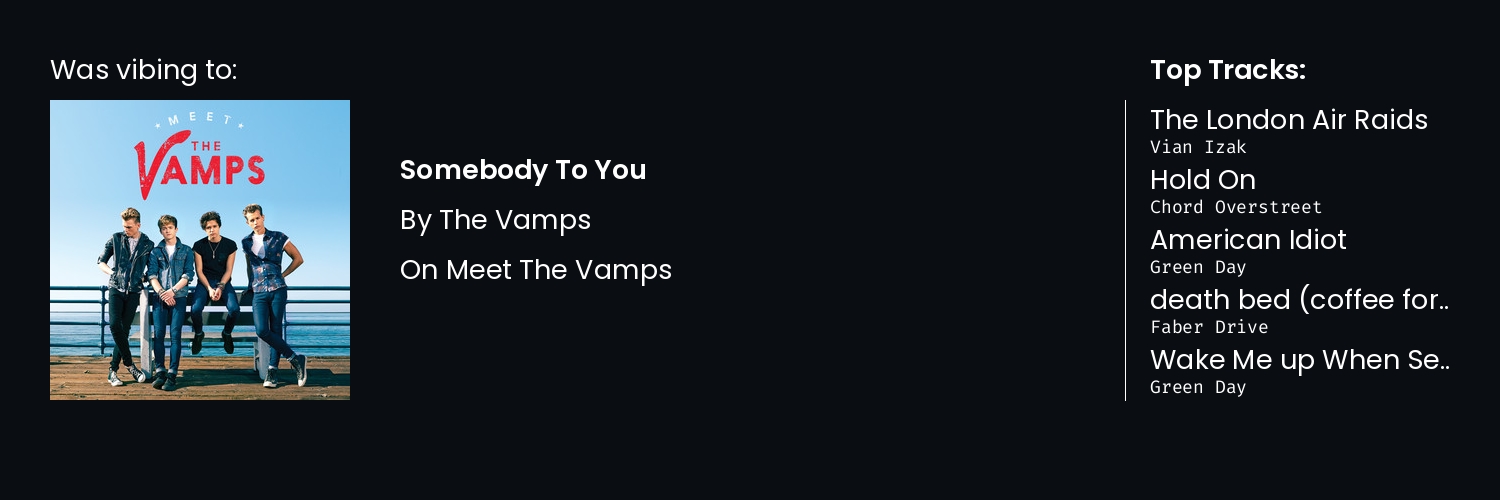 Was vibing to:
MEET
THE
VAMPS
Somebody To You
By The Vamps
On Meet The Vamps
Top Tracks:
The London Air Raids
Vian Izak
Hold On
Chord Overstreet
American Idiot
Green Day
death bed (coffee for..
Faber Drive
Wake Me up When Se..
Green Day